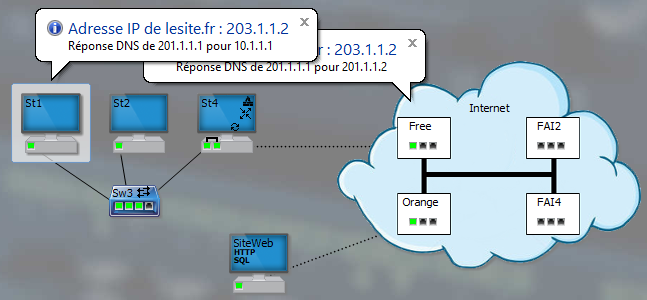 Adresse IP de lesite.fr : 203.1.1.2
Réponse DNS de 201.1.1.1 pour 10.1.1.1
fr : 203.1.1.2
Réponse DNS de 201.1.1.1 pour 201.1.1.2
St1
St2
St4
Internet
Free
FAI2
Sw3
Orange
FAI4
SiteWeb
HTTP
SQL